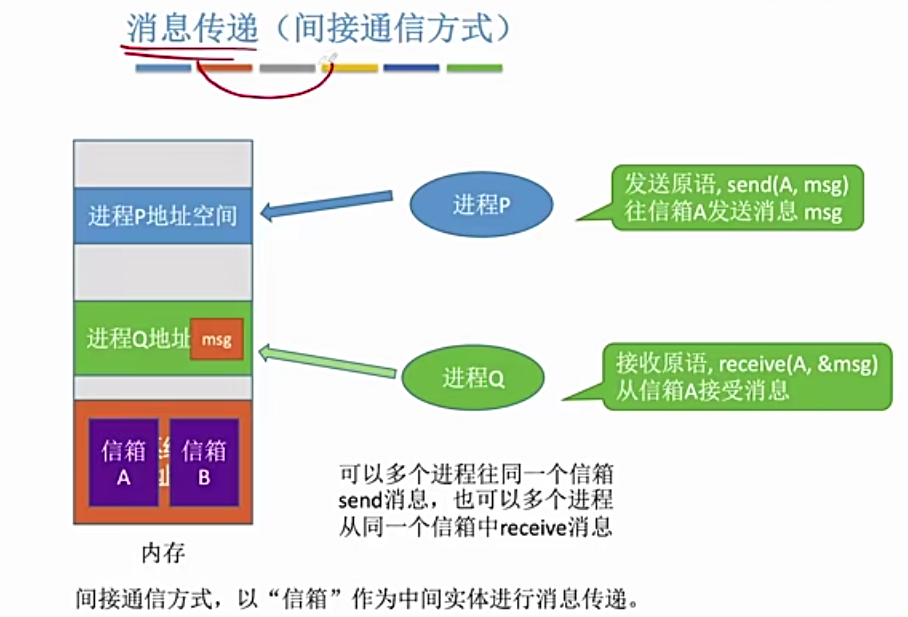 消息传递（间接通信方式）
进程P地址空间
进程P
发送原语, send(A, msg)
往信箱A发送消息 msg
进程Q地址
msg
进程Q
接收原语, receive(A, &msg)
从信箱A接受消息
信箱
A
信箱
B
可以多个进程往同一个信箱
send消息，也可以多个进程
从同一个信箱中receive消息
内存
间接通信方式，以“信箱”作为中间实体进行消息传递。